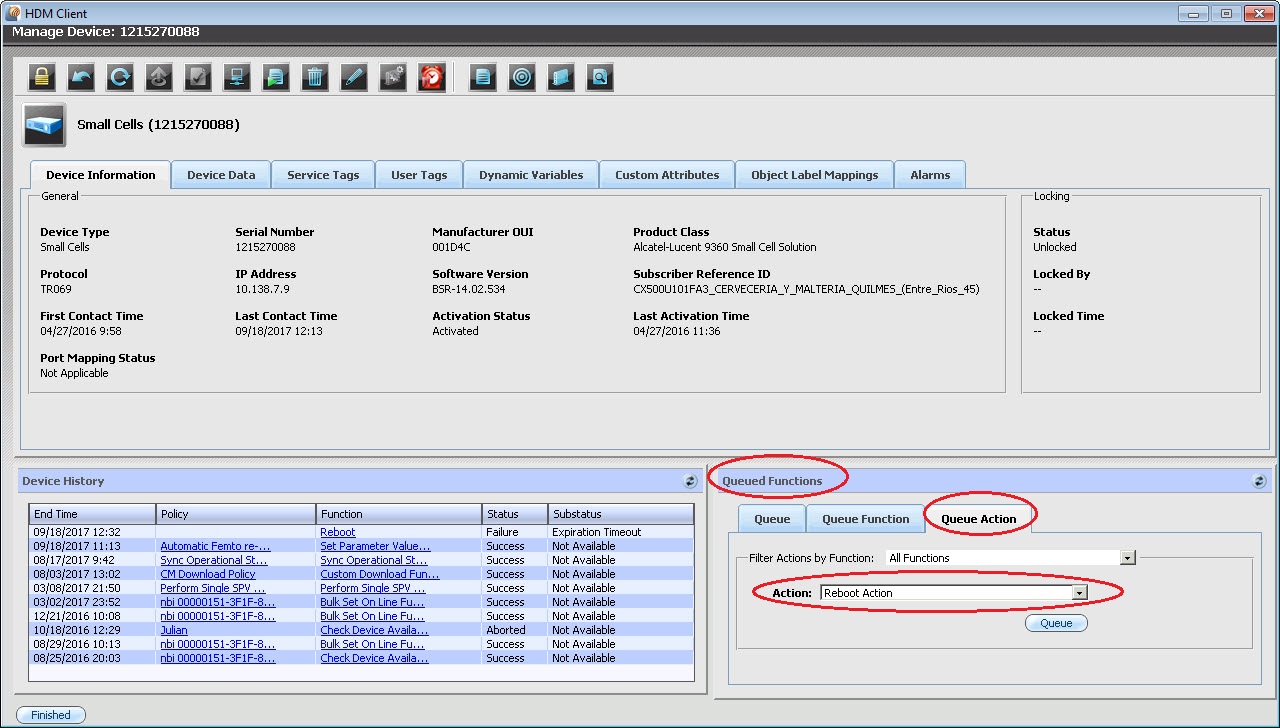 HDM Client
Manage Device: 1215270088
Small Cells (1215270088)
Device Information Device Data Service Tags User Tags Dynamic Variables Custom Attributes Object Label Mappings Alarms
General
Device Type Serial Number Manufacturer OUI Product Class
Small Cells 1215270088 001D4C Alcatel-Lucent 9360 Small Cell Solution
Protocol IP Address Software Version Subscriber Reference ID
TR069 10.138.7.9 BSR-14.02.534 CX500U101FA3_CERVECERIA_Y_MALTERIA_QUILMES_(Entre_Rios_45)
First Contact Time Last Contact Time Activation Status Last Activation Time
04/27/2016 9:58 09/18/2017 12:13 Activated 04/27/2016 11:36
Port Mapping Status
Not Applicable
Locking
Status
Unlocked
Locked By
--
Locked Time
--
Device History
End Time Policy Function Status Substatus
09/18/2017 12:32 Reboot Failure Expiration Timeout
09/18/2017 11:13 Automatic Femto re-... Set Parameter Value... Success Not Available
08/17/2017 9:42 Sync Operational St... Sync Operational St... Success Not Available
08/03/2017 13:02 CM Download Policy Custom Download Fun... Success Not Available
03/08/2017 21:50 Perform Single SPV ... Perform Single SPV ... Success Not Available
03/02/2017 23:52 nbi 00000151-3F1F-8... Bulk Set On Line Fu... Success Not Available
12/21/2016 10:08 nbi 00000151-3F1F-8... Bulk Set On Line Fu... Success Not Available
10/18/2016 12:29 Julian Check Device Availa... Aborted Not Available
08/29/2016 10:13 nbi 00000151-3F1F-8... Bulk Set On Line Fu... Success Not Available
08/25/2016 20:03 nbi 00000151-3F1F-8... Check Device Availa... Success Not Available
Queued Functions
Queue Queue Function Queue Action
Filter Actions by Function: All Functions
Action: Reboot Action
Queue
Finished